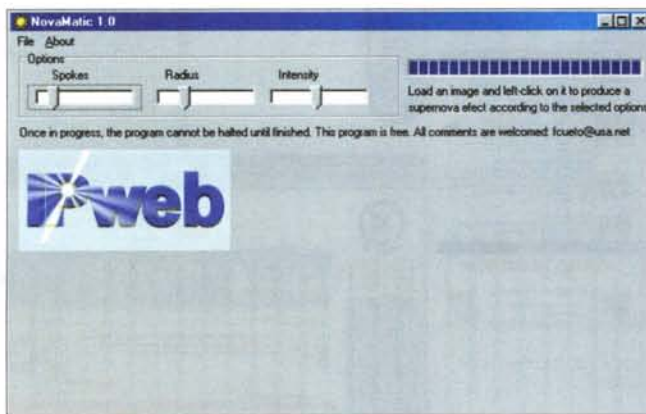 NovaMatic 1.0
File About
Options
Spokes Radius Intensity
Load an image and left-click on it to produce a
supernova efect according to the selected options
Once in progress, the program cannot be halted until finished. This program is free. All comments are welcomed: fcueto@usa.net
web